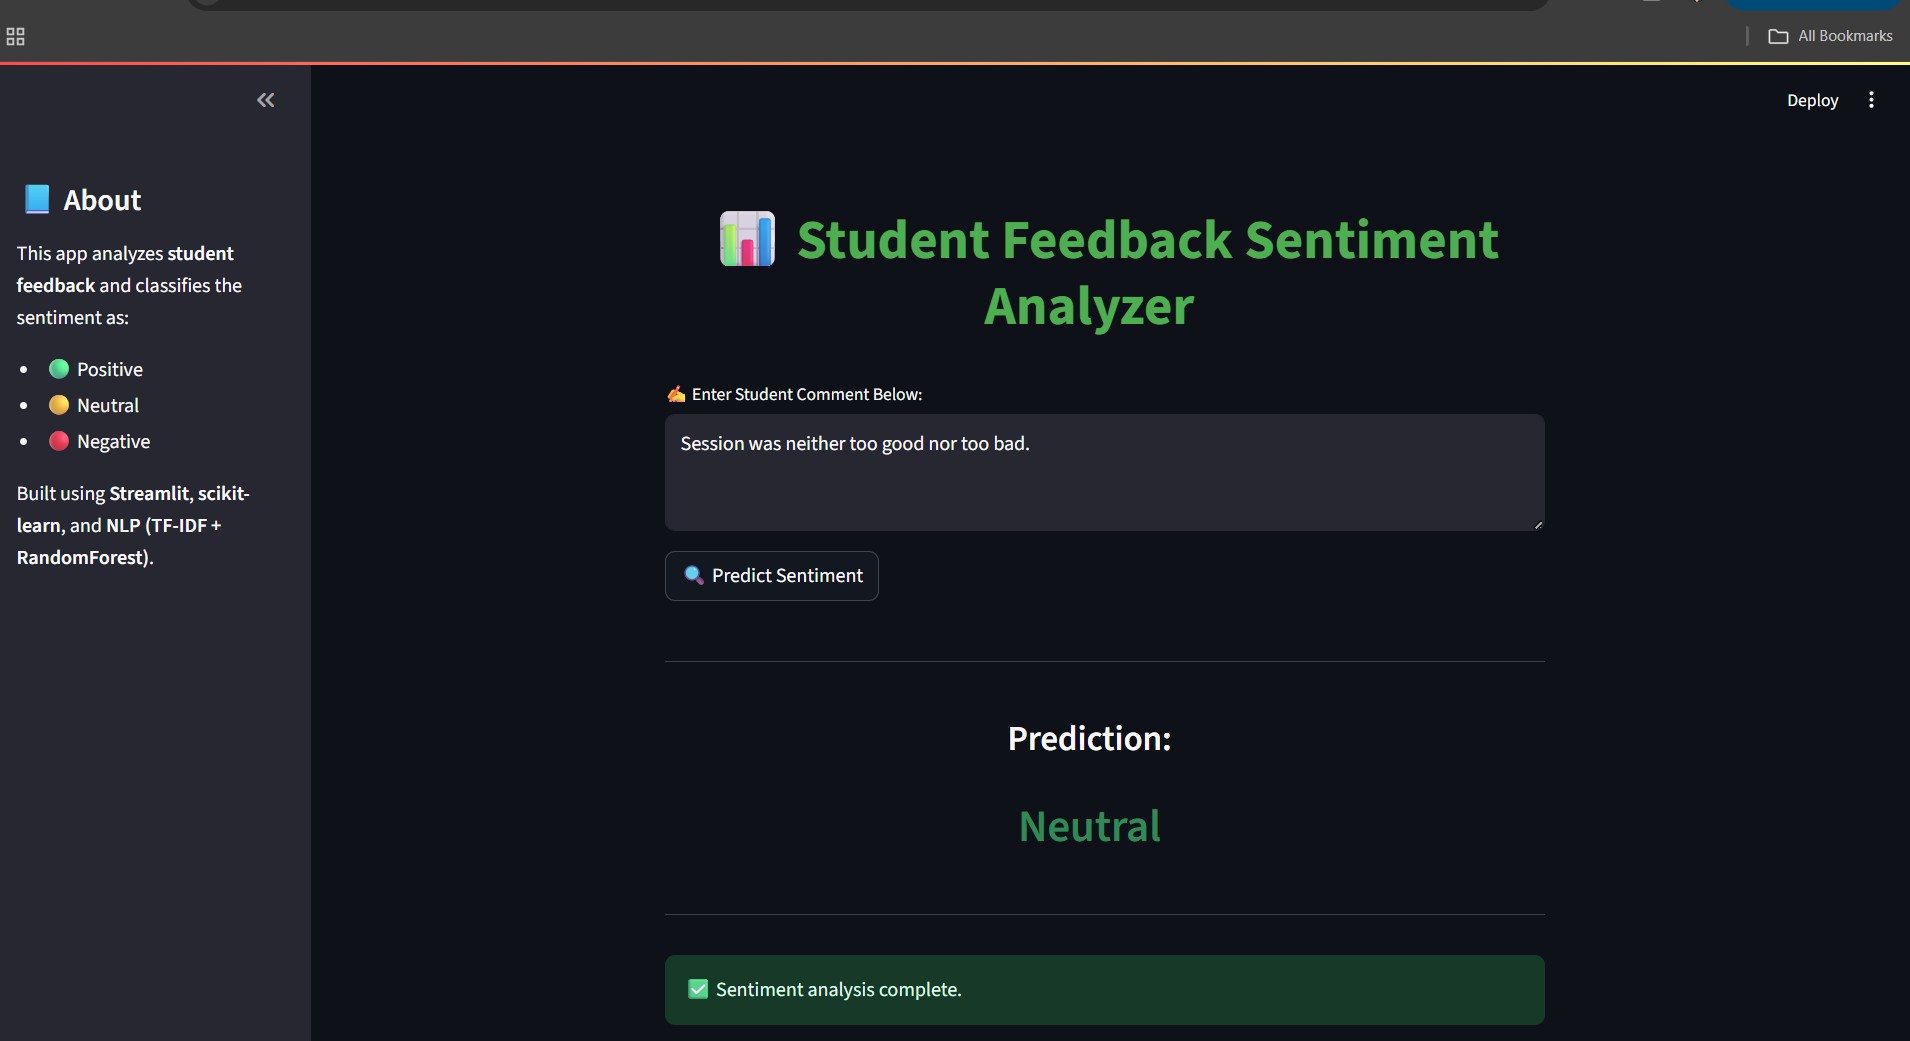 All Bookmarks
Deploy
About
This app analyzes student
feedback and classifies the
sentiment as:
Positive
Neutral
Negative
Built using Streamlit, scikit-
learn, and NLP (TF-IDF +
RandomForest).
Student Feedback Sentiment
Analyzer
Enter Student Comment Below:
Session was neither too good nor too bad.
Predict Sentiment
Prediction:
Neutral
Sentiment analysis complete.